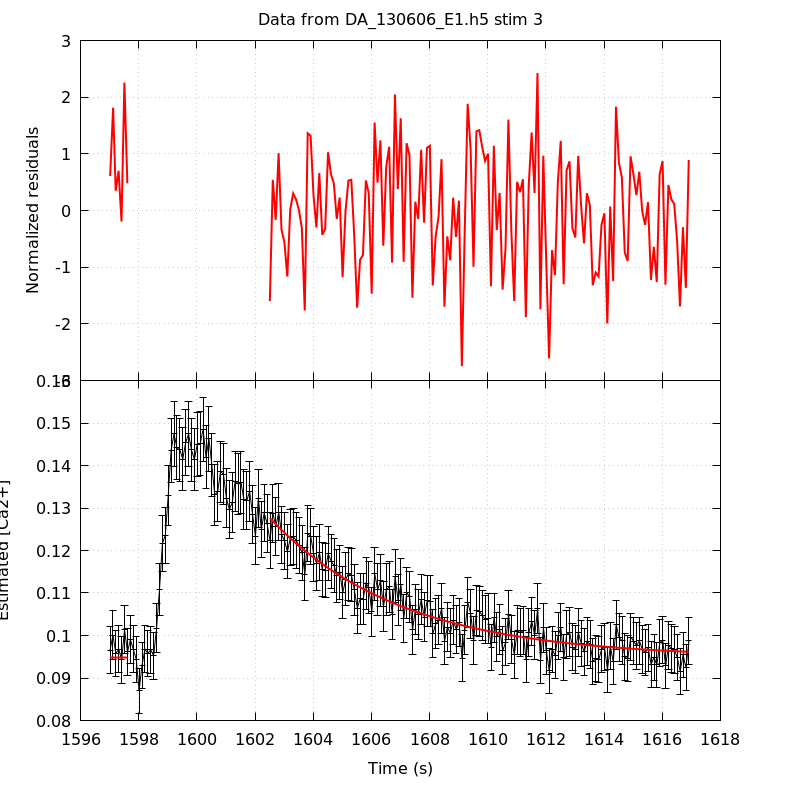 Data from DA_130606_E1.h5 stim 3
3
2
1
0
-1
-2
Normalized residuals
0.15
0.14
0.13
0.12
0.11
0.1
0.09
0.08
Estimated [Ca2+]
1596 1598 1600 1602 1604 1606 1608 1610 1612 1614 1616 1618
Time (s)